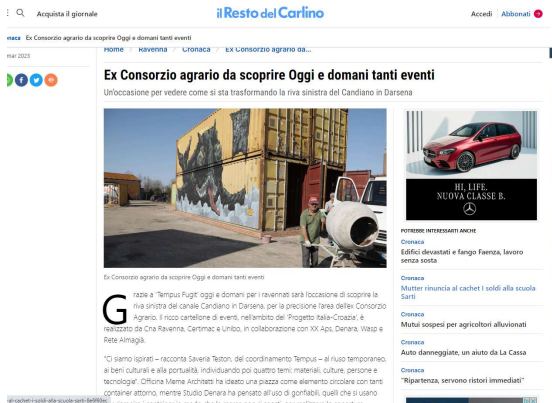 Acquista il giornale
il Resto del Carlino
Accedi
Abbonati
Ex Consorzio agrario da scoprire Oggi e domani tanti eventi
mar 2023
Home / Ravenna / Cronaca / Ex Consorzio agrario da...
Ex Consorzio agrario da scoprire Oggi e domani tanti eventi
Un'occasione per vedere come si sta trasformando la riva sinistra del Candiano in Darsena
HI, LIFE.
NUOVA CLASSE B.
Ex Consorzio agrario da scoprire Oggi e domani tanti eventi
Grazie a "Tempus Fugit" oggi e domani per i ravennati sarà l'occasione di scoprire la
riva sinistra del canale Candiano in Darsena, per la precisione l'area dell'ex Consorzio
Agrario. Il ricco cartellone di eventi, nell'ambito del 'Progetto Italia-Croazia', è
realizzato da Cna Ravenna, Certimac e Unibo, in collaborazione con XX Aps, Denara, Wasp e
Rete Almagià.
"Ci siamo ispirati – racconta Saveria Teston, del coordinamento Tempus – al riuso temporaneo,
ai beni culturali e alla portualità, individuando poi quattro temi: materiali, culture, persone e
tecnologie". Officina Meme Architetti ha ideato una piazza come elemento circolare con tanti
container attorno, mentre Studio Denara ha pensato all'uso di gonfiabili, quelli che si usano
POTREBBE INTERESSARTI ANCHE
Cronaca
Edifici devastati e fango Faenza, lavoro
senza sosta
Cronaca
Mutter rinuncia al cachet I soldi alla scuola
Sarti
Cronaca
Mutui sospesi per agricoltori alluvionati
Cronaca
Auto danneggiate, un aiuto da La Cassa
Cronaca
"Ripartenza, servono ristori immediati"